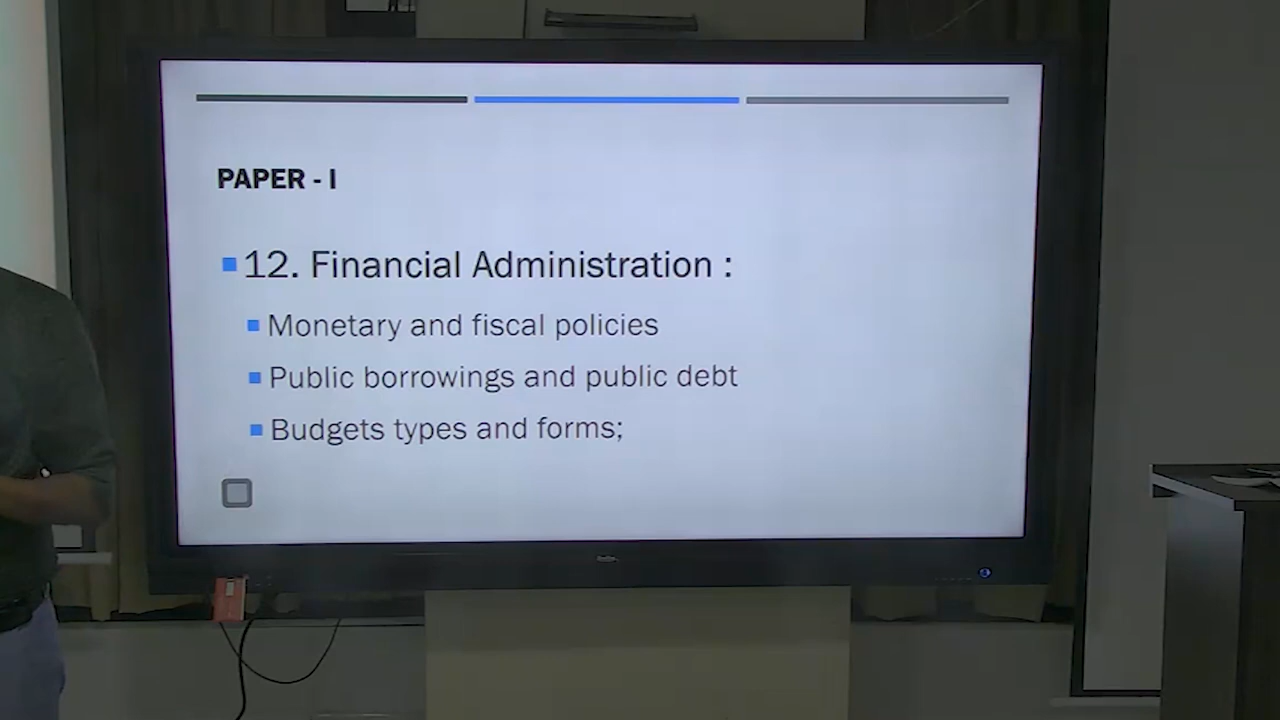 PAPER - I
12. Financial Administration :
Monetary and fiscal policies
Public borrowings and public debt
Budgets types and forms;